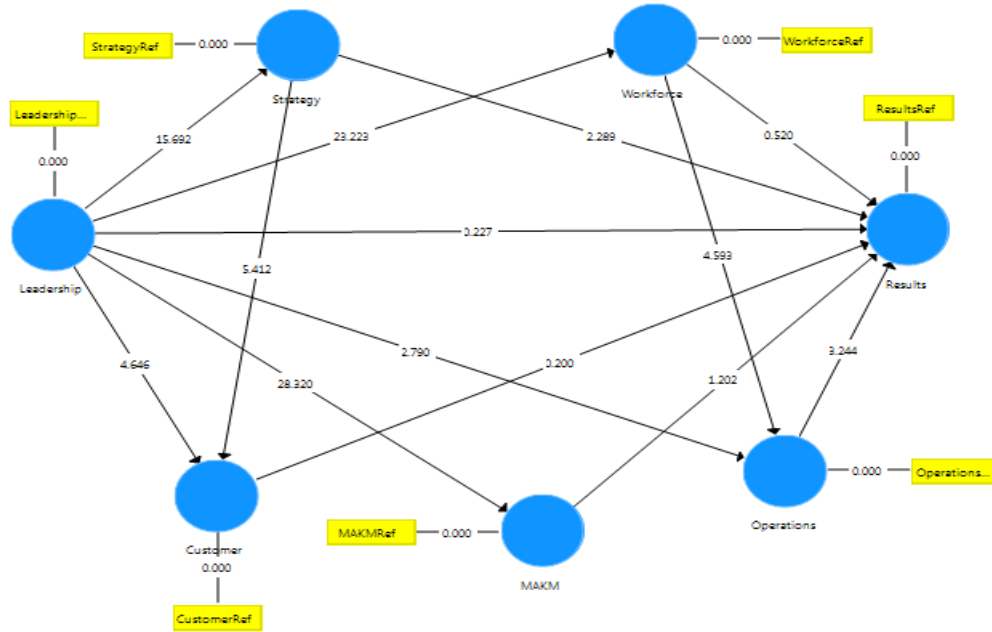 StrategyRef
0.000
Strategy
Workforce
0.000
WorkforceRef
Leadership...
0.000
15.692
23.223
2.289
0.520
ResultsRef
0.000
Leadership
0.227
Results
5.412
4.593
4.646
28.320
2.790
0.200
1.202
3.244
Customer
0.000
CustomerRef
MAKMRef
0.000
MAKM
Operations
0.000
Operations...